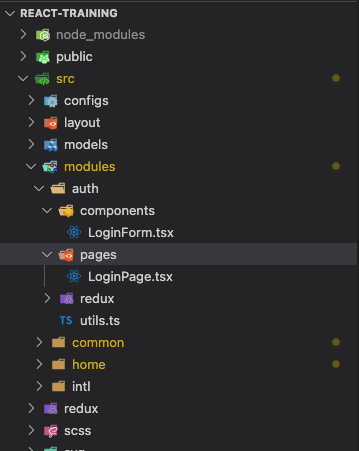 REACT-TRAINING
node_modules
public
src
configs
layout
models
modules
auth
components
LoginForm.tsx
pages
LoginPage.tsx
redux
TS utils.ts
common
home
intl
redux
scss